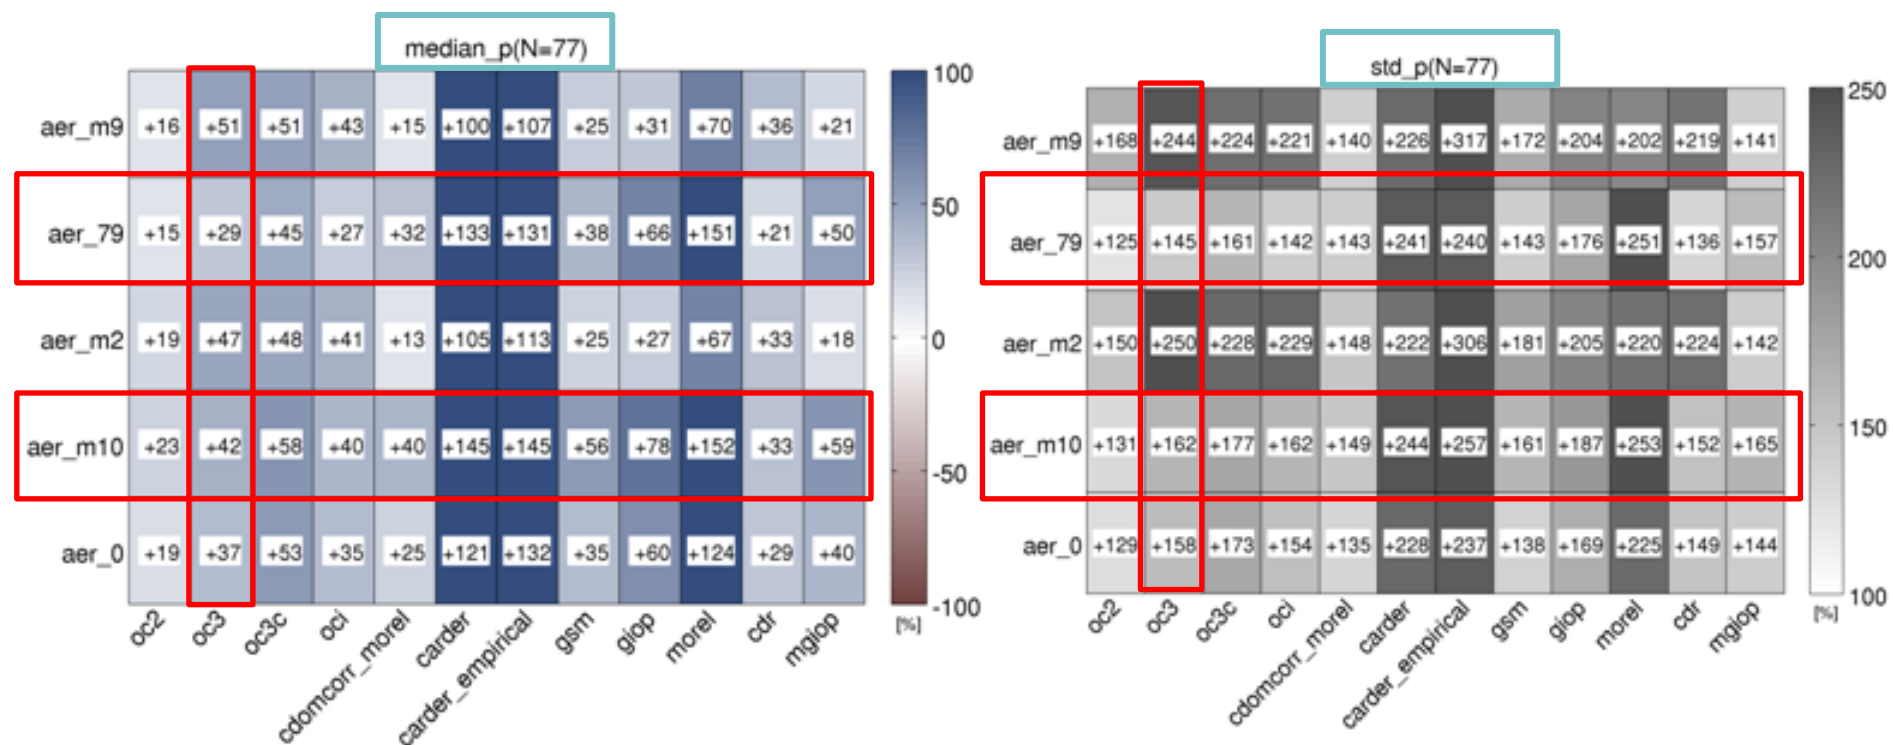 median_p(N=77)
aer_m9 +16 +51 +51 +43 +15 +100 +107 +25 +31 +70 +36 +21
aer_79 +15 +29 +45 +27 +32 +133 +131 +38 +66 +151 +21 +50
aer_m2 +19 +47 +48 +41 +13 +105 +113 +25 +27 +67 +33 +18
aer_m10 +23 +42 +58 +40 +40 +145 +145 +56 +78 +152 +33 +59
aer_0 +19 +37 +53 +35 +25 +121 +132 +35 +60 +124 +29 +40
oc2 oc3 oc3c oci cdomcorr_morel carder carder_empirical gsm giop morel cdr mgiop
100
50
0
-50
-100
[%]
std_p(N=77)
aer_m9 +168 +244 +224 +221 +140 +226 +317 +172 +204 +202 +219 +141
aer_79 +125 +145 +161 +142 +143 +241 +240 +143 +176 +251 +136 +157
aer_m2 +150 +250 +228 +229 +148 +222 +306 +181 +205 +220 +224 +142
aer_m10 +131 +162 +177 +162 +149 +244 +257 +161 +187 +253 +152 +165
aer_0 +129 +158 +173 +154 +135 +228 +237 +138 +169 +225 +149 +144
oc2 oc3 oc3c oci cdomcorr_morel carder carder_empirical gsm giop morel cdr mgiop
250
200
150
100
[%]